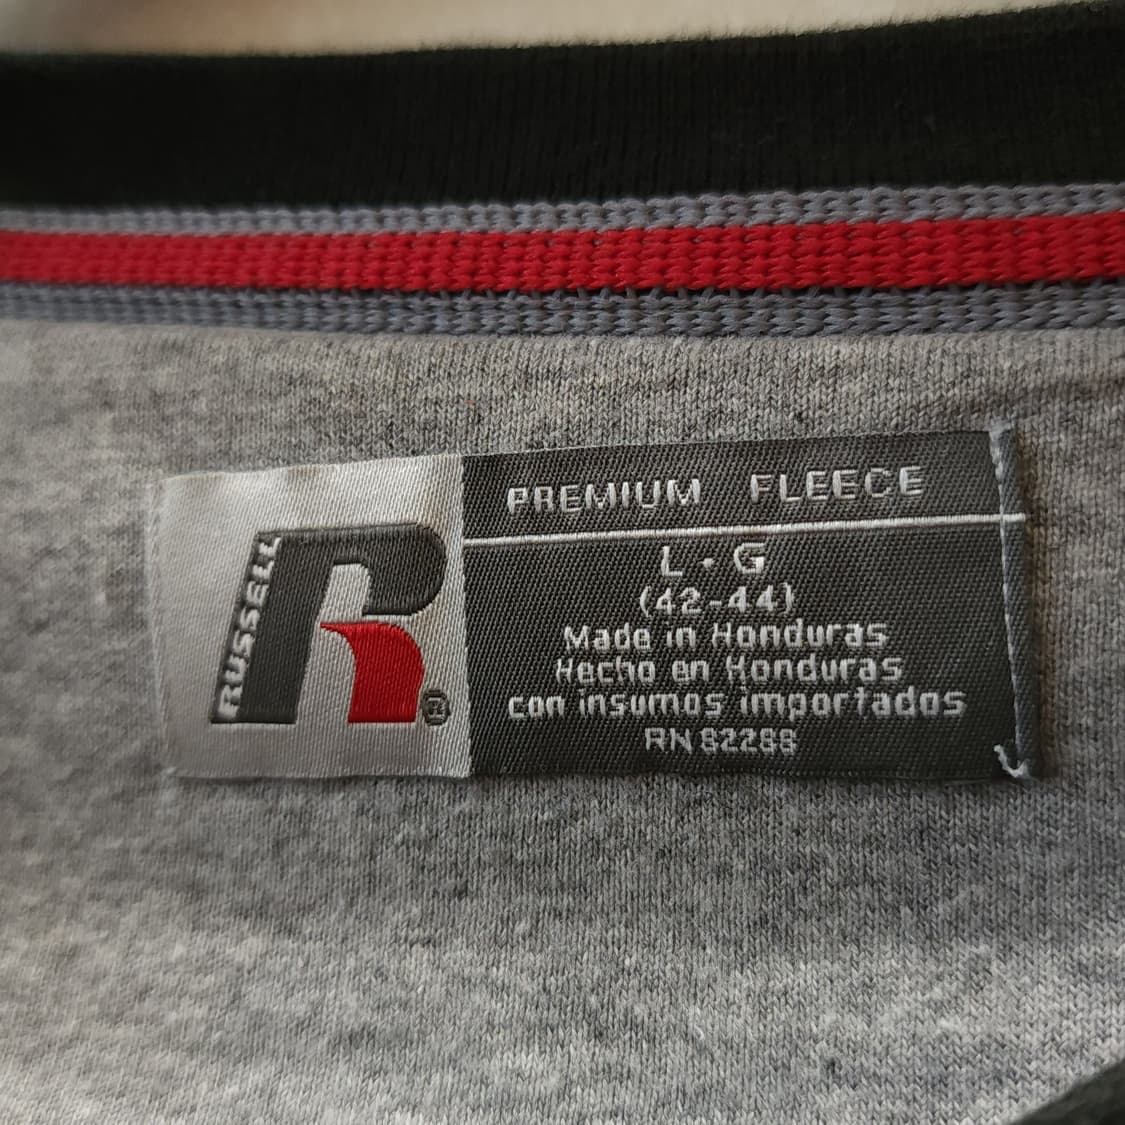 RUSSELL
R
®
PREMIUM FLEECE
L · G
(42-44)
Made in Honduras
Hecho en Honduras
con insumos importados
RN 82288